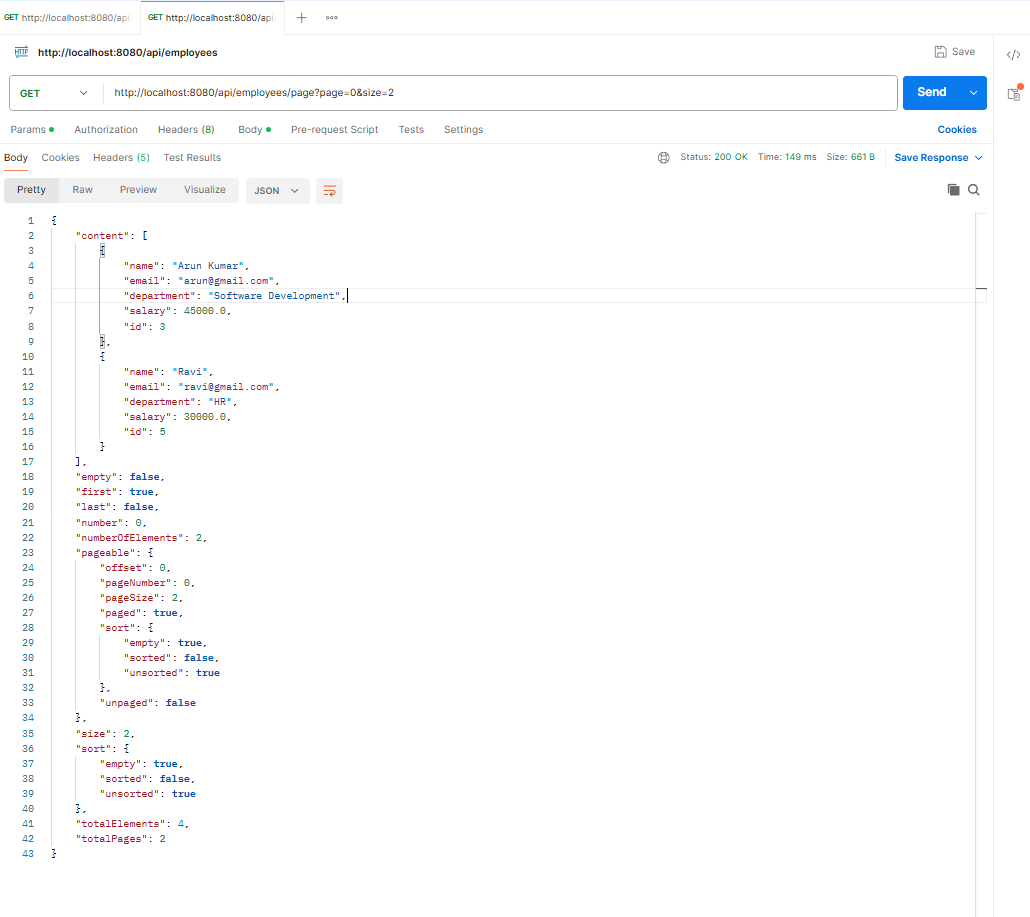 GET http://localhost:8080/api GET http://localhost:8080/api
HTTP http://localhost:8080/api/employees Save
GET http://localhost:8080/api/employees/page?page=0&size=2 Send
Params Authorization Headers (8) Body Pre-request Script Tests Settings Cookies
Body Cookies Headers (5) Test Results Status: 200 OK Time: 149 ms Size: 661 B Save Response
Pretty Raw Preview Visualize JSON
1 {
2 "content": [
3 {
4 "name": "Arun Kumar",
5 "email": "arun@gmail.com",
6 "department": "Software Development",
7 "salary": 45000.0,
8 "id": 3
9 },
10 {
11 "name": "Ravi",
12 "email": "ravi@gmail.com",
13 "department": "HR",
14 "salary": 30000.0,
15 "id": 5
16 }
17 ],
18 "empty": false,
19 "first": true,
20 "last": false,
21 "number": 0,
22 "numberOfElements": 2,
23 "pageable": {
24 "offset": 0,
25 "pageNumber": 0,
26 "pageSize": 2,
27 "paged": true,
28 "sort": {
29 "empty": true,
30 "sorted": false,
31 "unsorted": true
32 },
33 "unpaged": false
34 },
35 "size": 2,
36 "sort": {
37 "empty": true,
38 "sorted": false,
39 "unsorted": true
40 },
41 "totalElements": 4,
42 "totalPages": 2
43 }